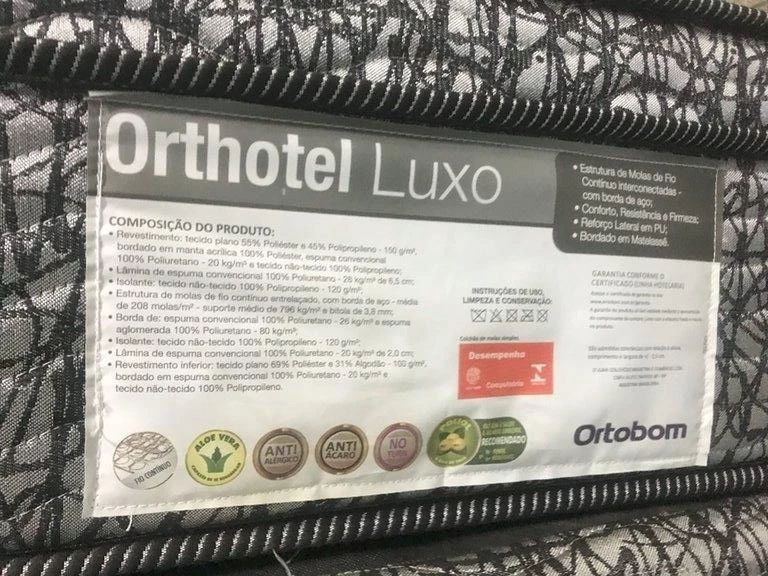 Orthotel Luxo
• Estrutura de Molas de Fio
Contínuo interconectadas -
com borda de aço;
• Conforto, Resistência e Firmeza;
• Reforço Lateral em PU;
• Bordado em Matelassê.
COMPOSIÇÃO DO PRODUTO:
• Revestimento: tecido plano 55% Poliéster e 45% Polipropileno - 150 g/m²,
bordado em manta acrílica 100% Poliéster, espuma convencional
100% Poliuretano - 20 kg/m³ e tecido não-tecido 100% Polipropileno;
• Lâmina de espuma convencional 100% Poliuretano - 26 kg/m³ de 6,5 cm;
• Isolante: tecido não-tecido 100% Polipropileno - 120 g/m²;
• Estrutura de molas de fio contínuo entrelaçado, com borda de aço - média
de 208 molas/m² - suporte médio de 796 kg/m² e bitola de 3,8 mm;
• Borda de: espuma convencional 100% Poliuretano - 26 kg/m³ e espuma
aglomerada 100% Poliuretano - 80 kg/m³;
• Isolante: tecido não-tecido 100% Polipropileno - 120 g/m²;
• Lâmina de espuma convencional 100% Poliuretano - 20 kg/m³ de 2,0 cm;
• Revestimento inferior: tecido plano 69% Poliéster e 31% Algodão - 100 g/m²,
bordado em espuma convencional 100% Poliuretano - 20 kg/m³ e
tecido não-tecido 100% Polipropileno.
INSTRUÇÕES DE USO,
LIMPEZA E CONSERVAÇÃO:
Colchão de molas simples
Desempenho
Compulsório
GARANTIA CONFORME O
CERTIFICADO (LINHA HOTELARIA)
FIO CONTÍNUO
ALOE VERA
ANTI
ALÉRGICO
ANTI
ÁCARO
NO
TURN
RECOMENDADO
Ortobom